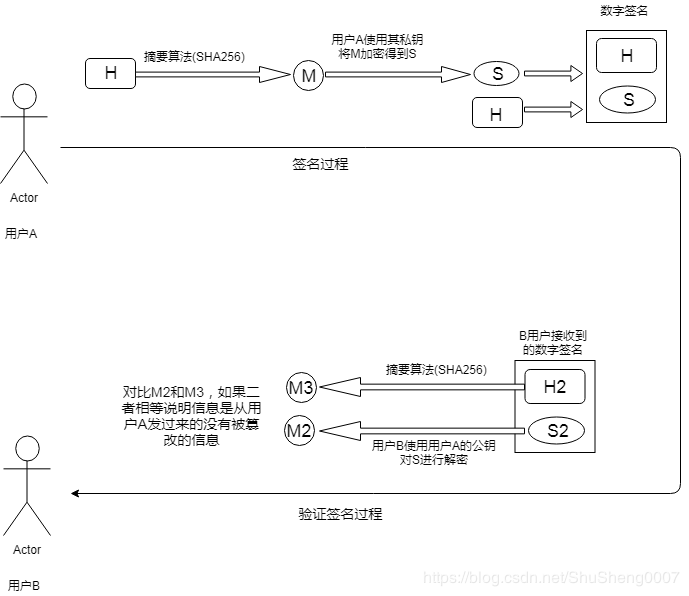 数字签名
摘要算法(SHA256)
用户A使用其私钥
将M加密得到S
H
M
S
H
H
S
签名过程
Actor
用户A
B用户接收到
的数字签名
摘要算法(SHA256)
M3
H2
对比M2和M3，如果二
者相等说明信息是从用
户A发过来的没有被篡
改的信息
M2
S2
用户B使用用户A的公钥
对S进行解密
验证签名过程
Actor
用户B
https://blog.csdn.net/ShuSheng0007